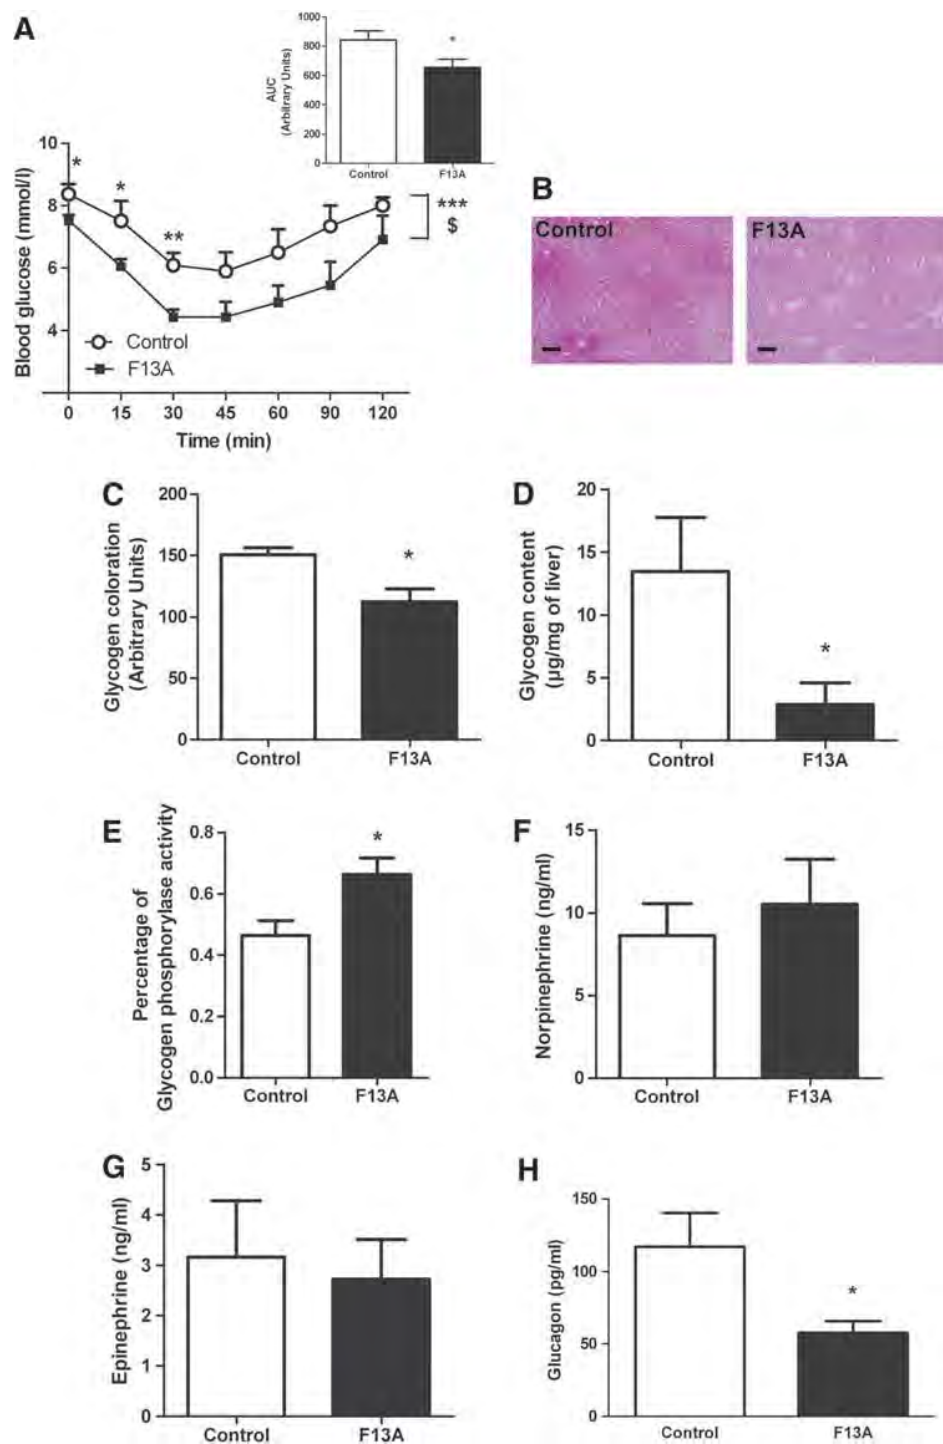 A
1000
800
600
400
200
0
AUC
(Arbitrary Units)
*
Control
F13A
10
8
6
4
Blood glucose (mmol/l)
*
*
**
***
$
Control
F13A
0 15 30 45 60 90 120
Time (min)
B
Control
F13A
C
200
150
100
50
0
Glycogen coloration
(Arbitrary Units)
*
Control
F13A
D
20
15
10
5
0
Glycogen content
(µg/mg of liver)
*
Control
F13A
E
0.8
0.6
0.4
0.2
0.0
Percentage of
Glycogen phosphorylase activity
*
Control
F13A
F
15
10
5
0
Norpinephrine (ng/ml)
Control
F13A
G
5
4
3
2
1
0
Epinephrine (ng/ml)
Control
F13A
H
150
100
50
0
Glucagon (pg/ml)
*
Control
F13A